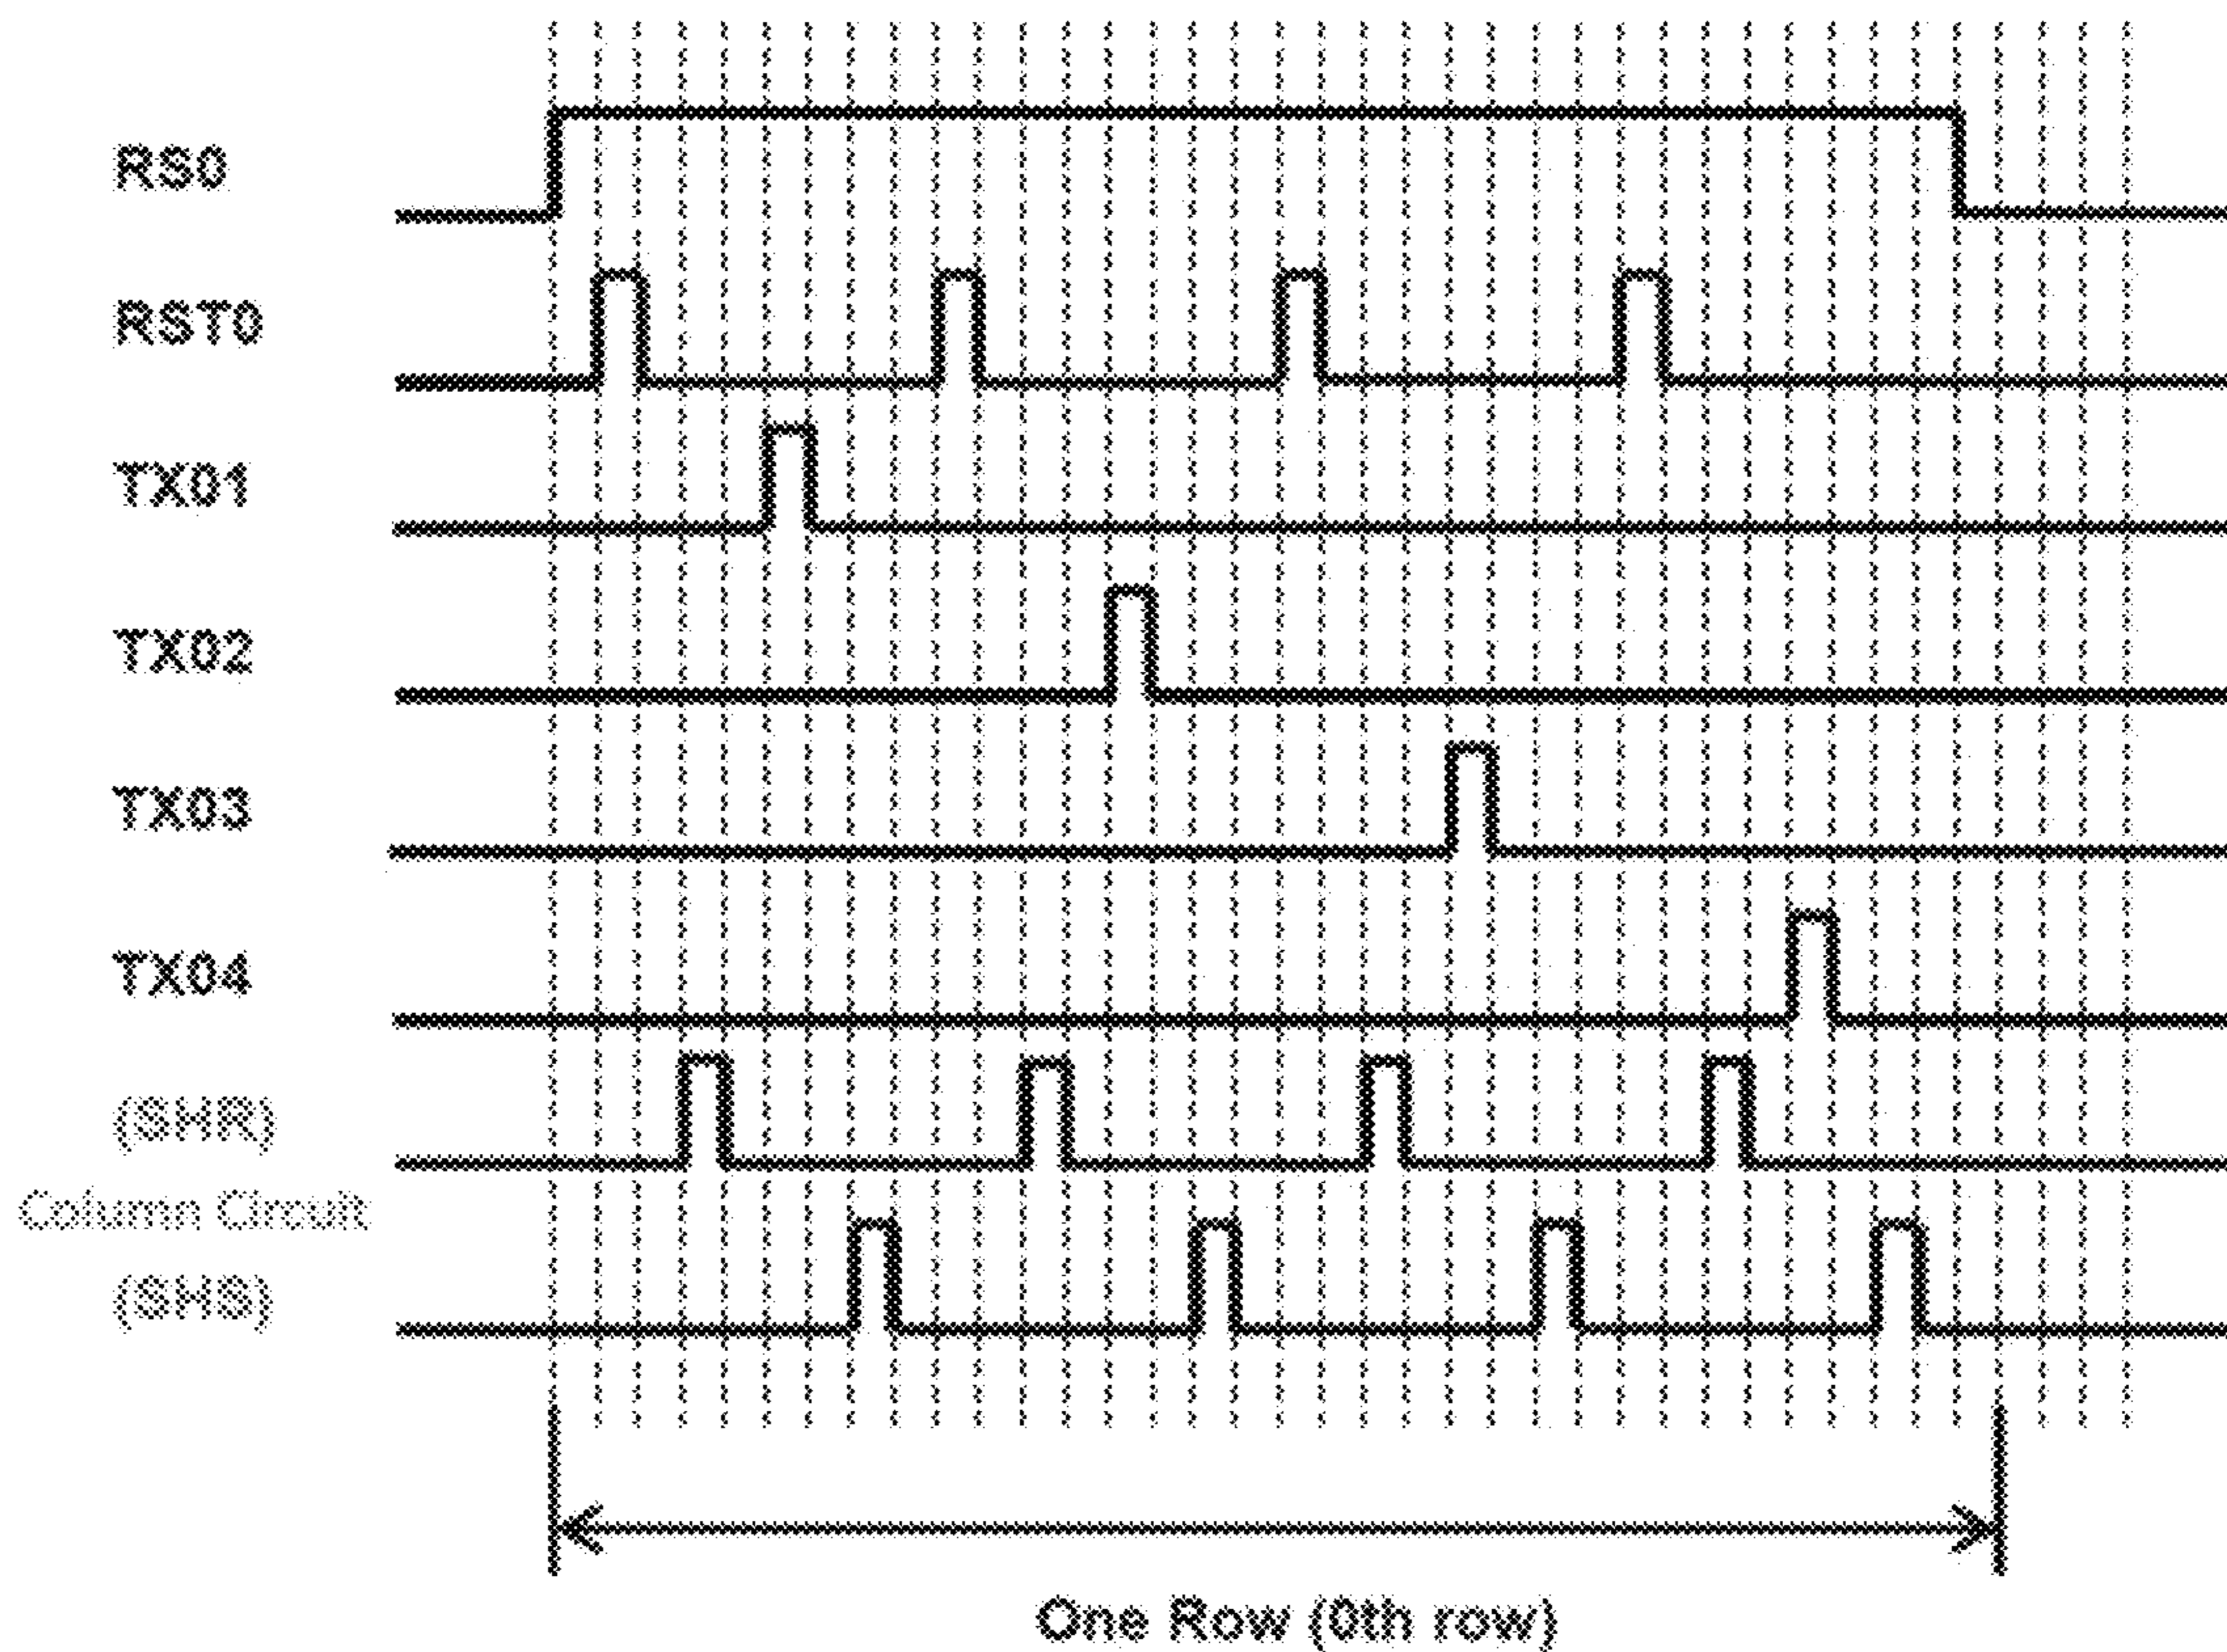 RS0
RST0
TX01
TX02
TX03
TX04
(SHR)
Column Circuit
(SHS)
One Row (0th row)